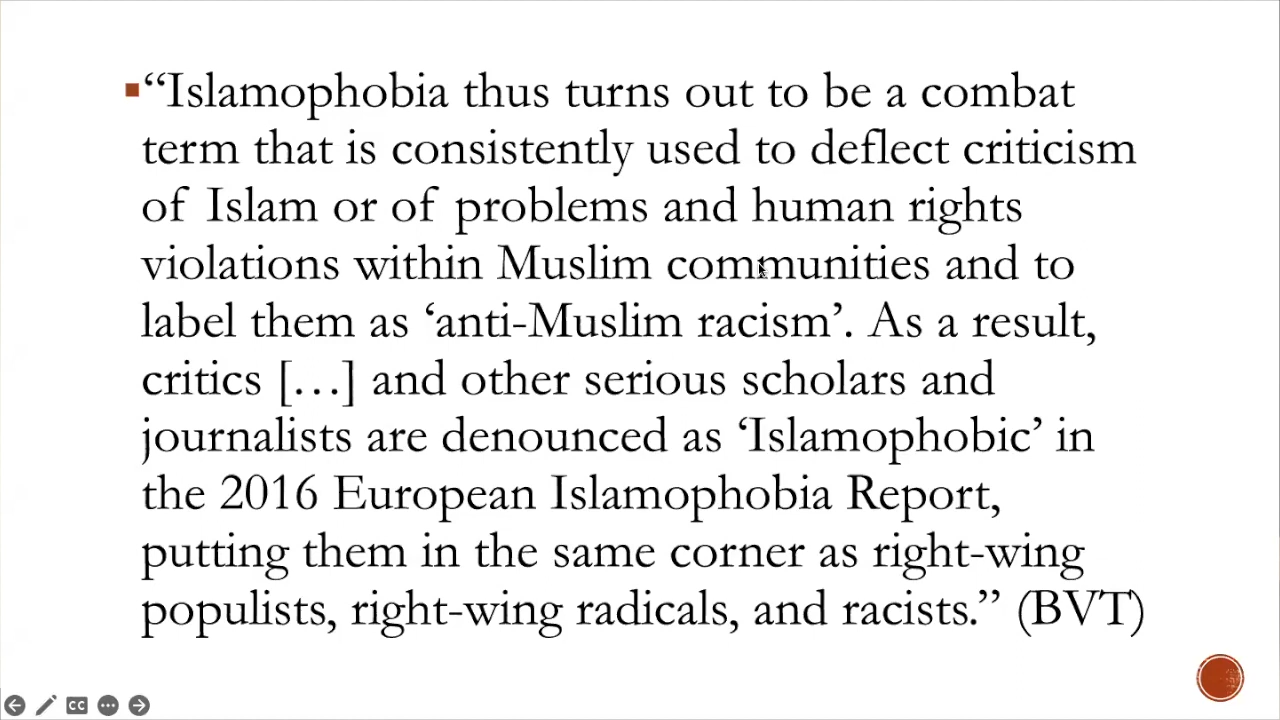 “Islamophobia thus turns out to be a combat
term that is consistently used to deflect criticism
of Islam or of problems and human rights
violations within Muslim communities and to
label them as ‘anti-Muslim racism’. As a result,
critics […] and other serious scholars and
journalists are denounced as ‘Islamophobic’ in
the 2016 European Islamophobia Report,
putting them in the same corner as right-wing
populists, right-wing radicals, and racists.” (BVT)
CC